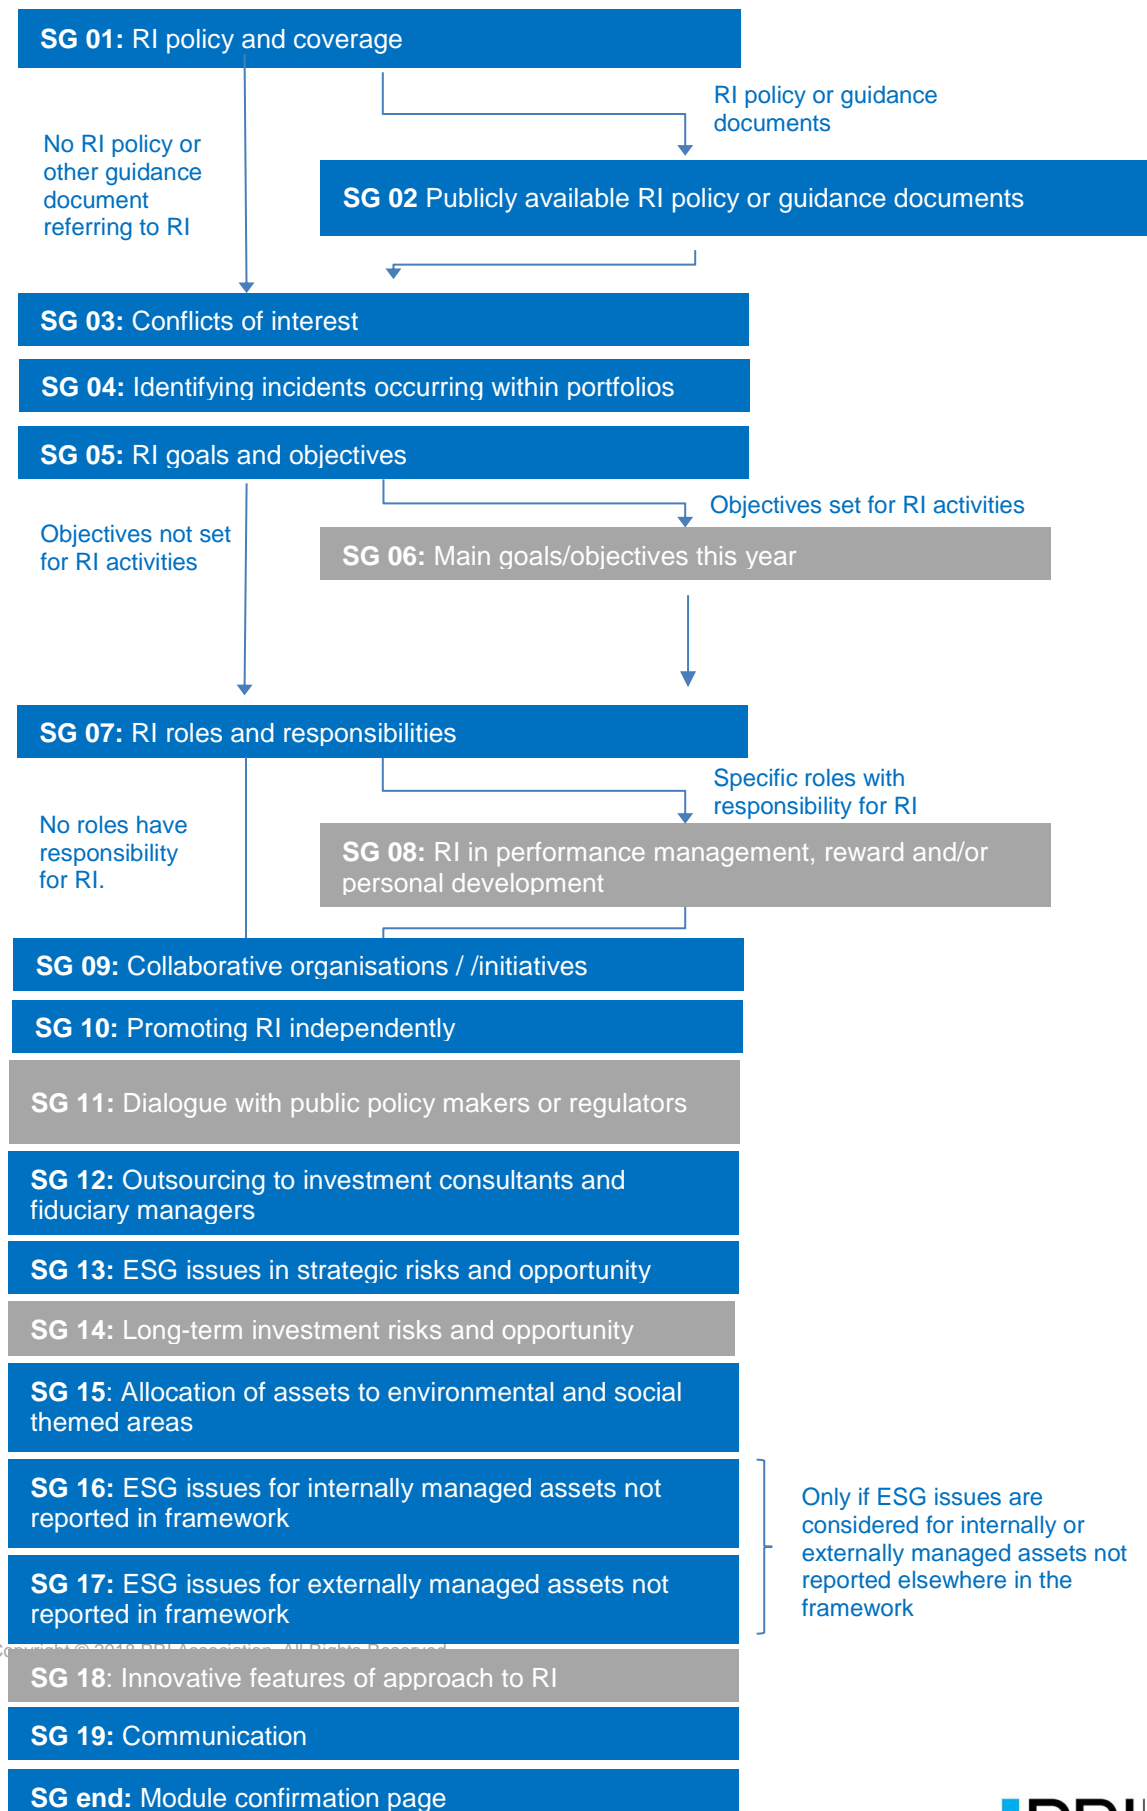 SG 01: RI policy and coverage
RI policy or guidance
documents
No RI policy or
other guidance
document
referring to RI
SG 02 Publicly available RI policy or guidance documents
SG 03: Conflicts of interest
SG 04: Identifying incidents occurring within portfolios
SG 05: RI goals and objectives
Objectives set for RI activities
Objectives not set
for RI activities
SG 06: Main goals/objectives this year
SG 07: RI roles and responsibilities
Specific roles with
responsibility for RI
No roles have
responsibility
for RI.
SG 08: RI in performance management, reward and/or
personal development
SG 09: Collaborative organisations / /initiatives
SG 10: Promoting RI independently
SG 11: Dialogue with public policy makers or regulators
SG 12: Outsourcing to investment consultants and
fiduciary managers
SG 13: ESG issues in strategic risks and opportunity
SG 14: Long-term investment risks and opportunity
SG 15: Allocation of assets to environmental and social
themed areas
SG 16: ESG issues for internally managed assets not
reported in framework
Only if ESG issues are
considered for internally or
externally managed assets not
reported elsewhere in the
framework
SG 17: ESG issues for externally managed assets not
reported in framework
Copyright © 2018 PRI Association. All Rights Reserved
SG 18: Innovative features of approach to RI
SG 19: Communication
SG end: Module confirmation page
PRI